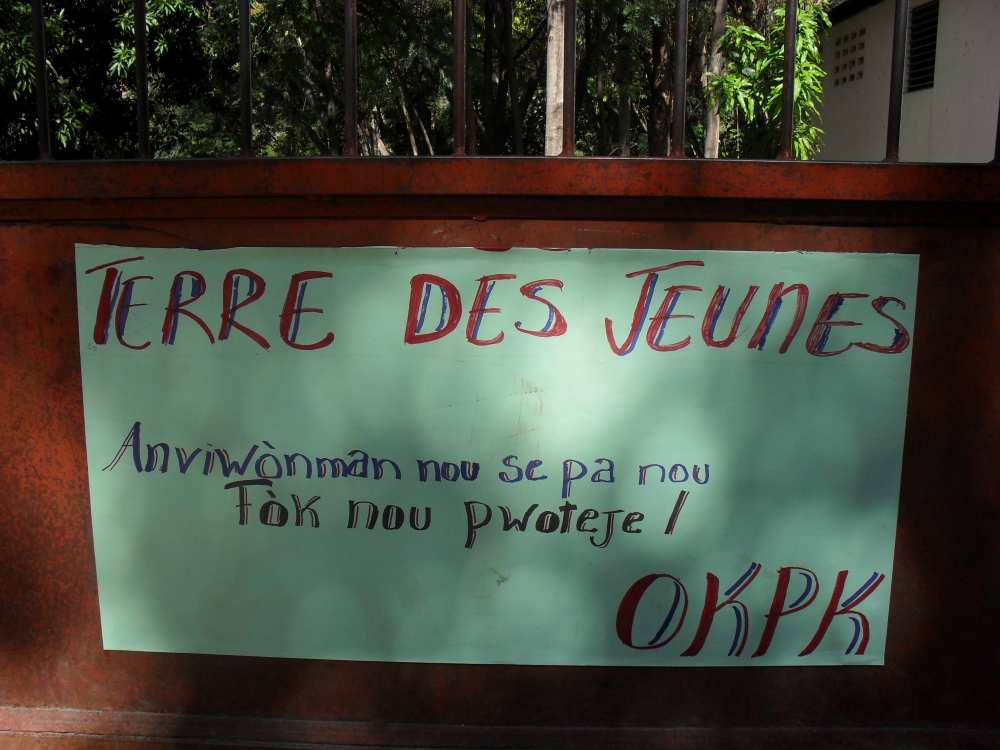 TERRE DES JEUNES
Anviwònman nou se pa nou
Fòk nou pwoteje !
OKPK